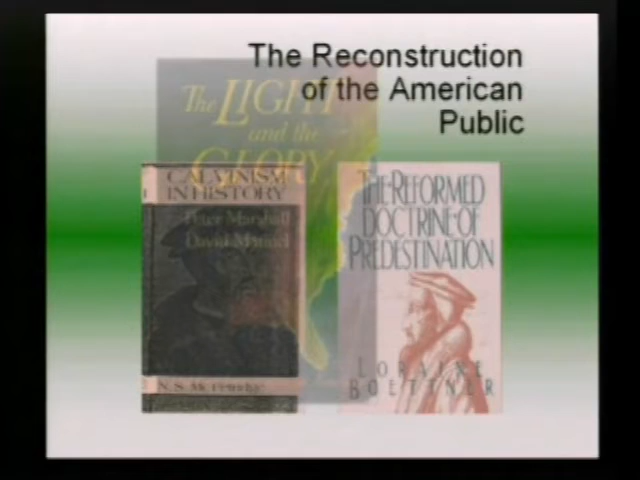 The Reconstruction
of the American
Public
The LIGHT
and the
GLORY
Peter Marshall
David Manuel
CALVINISM
IN HISTORY
N.S. McFetridge
THE REFORMED
DOCTRINE OF
PREDESTINATION
LORAINE
BOETTNER